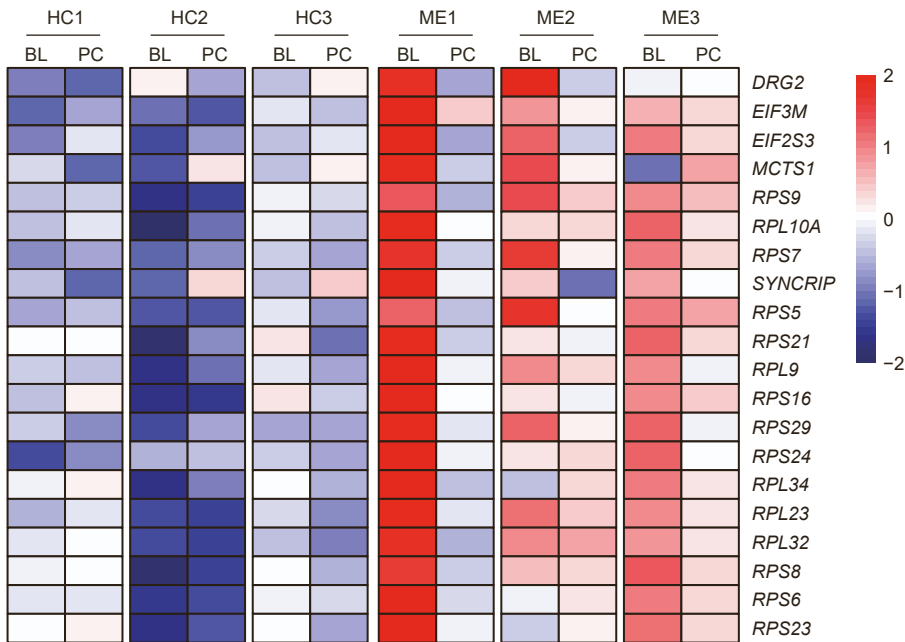 HC1 HC2 HC3 ME1 ME2 ME3
BL PC BL PC BL PC BL PC BL PC BL PC
DRG2
EIF3M
EIF2S3
MCTS1
RPS9
RPL10A
RPS7
SYNCRIP
RPS5
RPS21
RPL9
RPS16
RPS29
RPS24
RPL34
RPL23
RPL32
RPS8
RPS6
RPS23
2
1
0
−1
−2